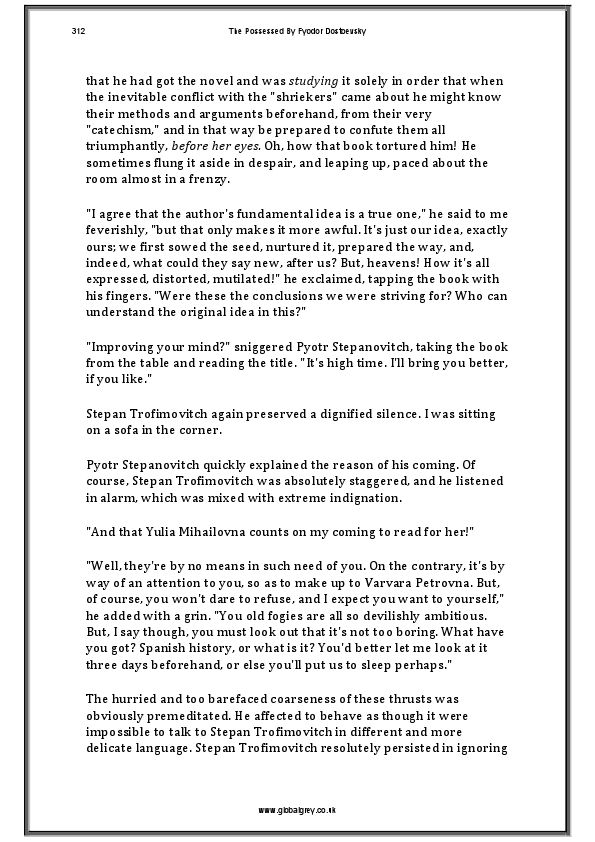 312 The Possessed By Fyodor Dostoevsky
that he had got the novel and was studying it solely in order that when
the inevitable conflict with the "shriekers" came about he might know
their methods and arguments beforehand, from their very
"catechism," and in that way be prepared to confute them all
triumphantly, before her eyes. Oh, how that book tortured him! He
sometimes flung it aside in despair, and leaping up, paced about the
room almost in a frenzy.
"I agree that the author's fundamental idea is a true one," he said to me
feverishly, "but that only makes it more awful. It's just our idea, exactly
ours; we first sowed the seed, nurtured it, prepared the way, and,
indeed, what could they say new, after us? But, heavens! How it's all
expressed, distorted, mutilated!" he exclaimed, tapping the book with
his fingers. "Were these the conclusions we were striving for? Who can
understand the original idea in this?"
"Improving your mind?" sniggered Pyotr Stepanovitch, taking the book
from the table and reading the title. "It's high time. I'll bring you better,
if you like."
Stepan Trofimovitch again preserved a dignified silence. I was sitting
on a sofa in the corner.
Pyotr Stepanovitch quickly explained the reason of his coming. Of
course, Stepan Trofimovitch was absolutely staggered, and he listened
in alarm, which was mixed with extreme indignation.
"And that Yulia Mihailovna counts on my coming to read for her!"
"Well, they're by no means in such need of you. On the contrary, it's by
way of an attention to you, so as to make up to Varvara Petrovna. But,
of course, you won't dare to refuse, and I expect you want to yourself,"
he added with a grin. "You old fogies are all so devilishly ambitious.
But, I say though, you must look out that it's not too boring. What have
you got? Spanish history, or what is it? You'd better let me look at it
three days beforehand, or else you'll put us to sleep perhaps."
The hurried and too barefaced coarseness of these thrusts was
obviously premeditated. He affected to behave as though it were
impossible to talk to Stepan Trofimovitch in different and more
delicate language. Stepan Trofimovitch resolutely persisted in ignoring
www.globalgrey.co.uk